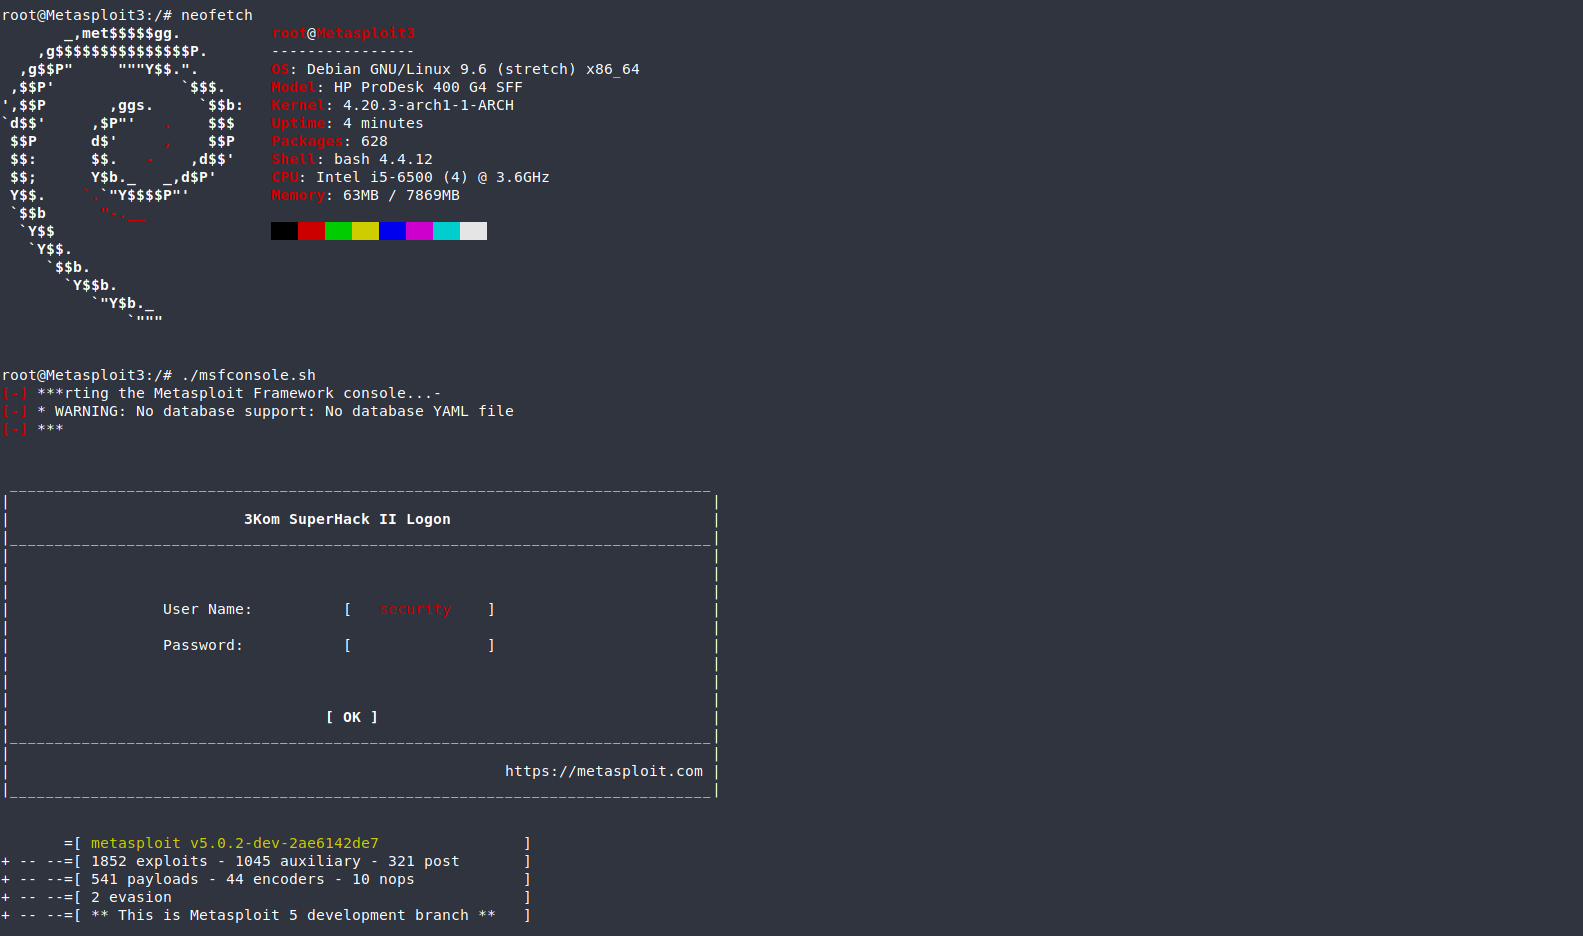 root@Metasploit3:/# neofetch
       _,met$$$$$gg.          root@Metasploit3
    ,g$$$$$$$$$$$$$$$P.       ----------------
  ,g$$P"     """Y$$.".        OS: Debian GNU/Linux 9.6 (stretch) x86_64
 ,$$P'              `$$$.     Model: HP ProDesk 400 G4 SFF
',$$P       ,ggs.     `$$b:   Kernel: 4.20.3-arch1-1-ARCH
`d$$'     ,$P"'   .    $$$    Uptime: 4 minutes
 $$P      d$'     ,    $$P    Packages: 628
 $$:      $$.   -    ,d$$'    Shell: bash 4.4.12
 $$;      Y$b._   _,d$P'      CPU: Intel i5-6500 (4) @ 3.6GHz
 Y$$.    `.`"Y$$$$P"'         Memory: 63MB / 7869MB
 `$$b      "-.__
  `Y$$
   `Y$$.
     `$$b.
       `Y$$b.
          `"Y$b._
              `"""
root@Metasploit3:/# ./msfconsole.sh
[-] ***rting the Metasploit Framework console...-
[-] * WARNING: No database support: No database YAML file
[-] ***
 ______________________________________________________________________________
|                                                                              |
|                          3Kom SuperHack II Logon                             |
|______________________________________________________________________________|
|                                                                              |
|                                                                              |
|                                                                              |
|                 User Name:          [   security    ]                        |
|                                                                              |
|                 Password:           [               ]                        |
|                                                                              |
|                                                                              |
|                                                                              |
|                                   [ OK ]                                     |
|______________________________________________________________________________|
|                                                                              |
|                                                       https://metasploit.com |
|______________________________________________________________________________|
       =[ metasploit v5.0.2-dev-2ae6142de7                ]
+ -- --=[ 1852 exploits - 1045 auxiliary - 321 post       ]
+ -- --=[ 541 payloads - 44 encoders - 10 nops            ]
+ -- --=[ 2 evasion                                       ]
+ -- --=[ ** This is Metasploit 5 development branch **   ]